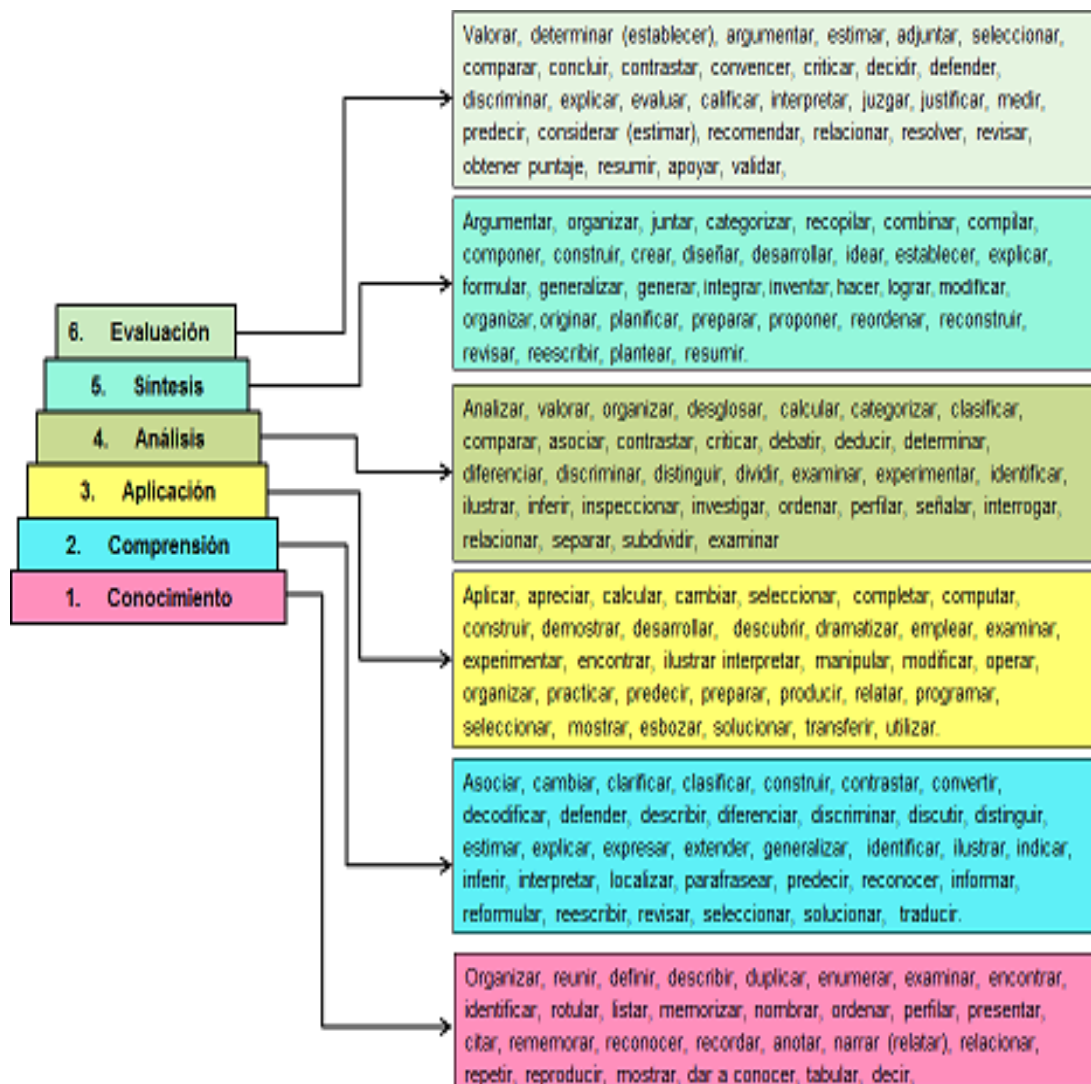 Valorar, determinar (establecer), argumentar, estimar, adjuntar, seleccionar,
comparar, concluir, contrastar, convencer, criticar, decidir, defender,
discriminar, explicar, evaluar, calificar, interpretar, juzgar, justificar, medir,
predecir, considerar (estimar), recomendar, relacionar, resolver, revisar,
obtener puntaje, resumir, apoyar, validar,
Argumentar, organizar, juntar, categorizar, recopilar, combinar, compilar,
componer, construir, crear, diseñar, desarrollar, idear, establecer, explicar,
formular, generalizar, generar, integrar, inventar, hacer, lograr, modificar,
organizar, originar, planificar, preparar, proponer, reordenar, reconstruir,
revisar, reescribir, plantear, resumir.
6. Evaluación
5. Síntesis
4. Análisis
3. Aplicación
2. Comprensión
1. Conocimiento
Analizar, valorar, organizar, desglosar, calcular, categorizar, clasificar,
comparar, asociar, contrastar, criticar, debatir, deducir, determinar,
diferenciar, discriminar, distinguir, dividir, examinar, experimentar, identificar,
ilustrar, inferir, inspeccionar, investigar, ordenar, perfilar, señalar, interrogar,
relacionar, separar, subdividir, examinar
Aplicar, apreciar, calcular, cambiar, seleccionar, completar, computar,
construir, demostrar, desarrollar, descubrir, dramatizar, emplear, examinar,
experimentar, encontrar, ilustrar interpretar, manipular, modificar, operar,
organizar, practicar, predecir, preparar, producir, relatar, programar,
seleccionar, mostrar, esbozar, solucionar, transferir, utilizar.
Asociar, cambiar, clarificar, clasificar, construir, contrastar, convertir,
decodificar, defender, describir, diferenciar, discriminar, discutir, distinguir,
estimar, explicar, expresar, extender, generalizar, identificar, ilustrar, indicar,
inferir, interpretar, localizar, parafrasear, predecir, reconocer, informar,
reformular, reescribir, revisar, seleccionar, solucionar, traducir.
Organizar, reunir, definir, describir, duplicar, enumerar, examinar, encontrar,
identificar, rotular, listar, memorizar, nombrar, ordenar, perfilar, presentar,
citar, rememorar, reconocer, recordar, anotar, narrar (relatar), relacionar,
repetir, reproducir, mostrar, dar a conocer, tabular, decir,